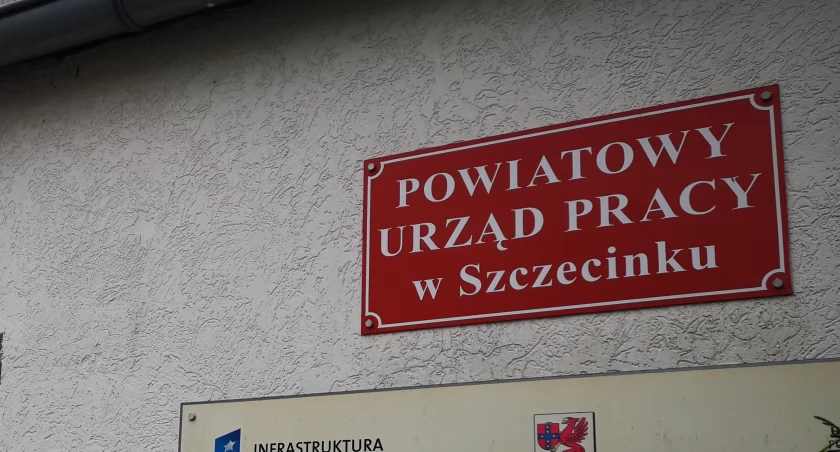 POWIATOWY
URZĄD PRACY
w Szczecinku
INFRASTRUKTURA